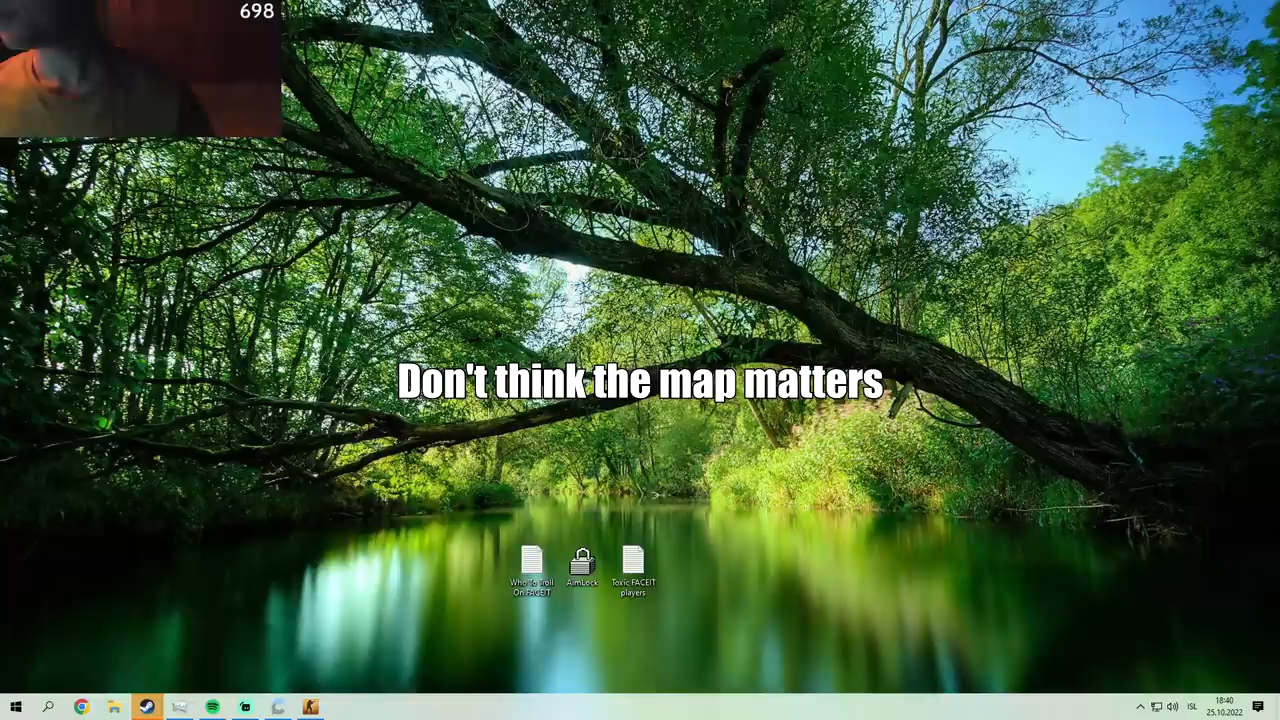 698
Don't think the map matters
Who To Troll
On FACEIT
AimLock
Toxic FACEIT
players
ISL
18:40
25.10.2022